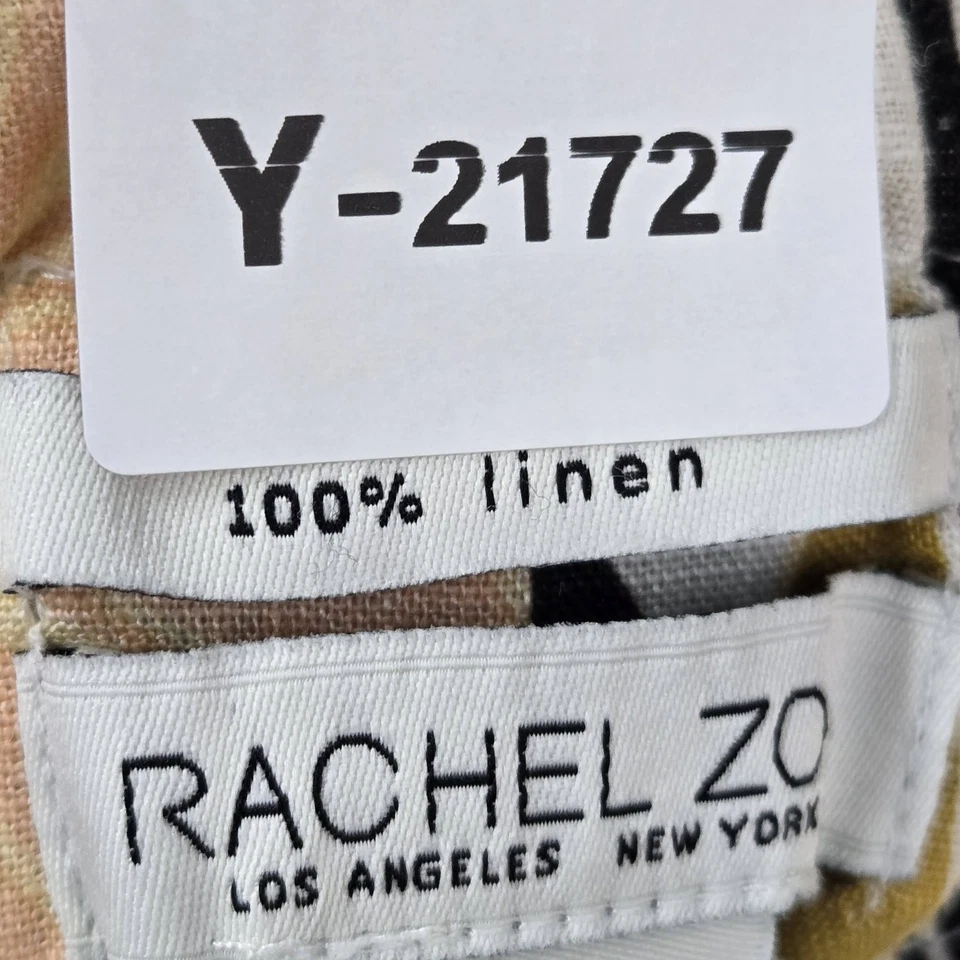 Y-21727
100% linen
RACHEL ZO
LOS ANGELES NEW YORK